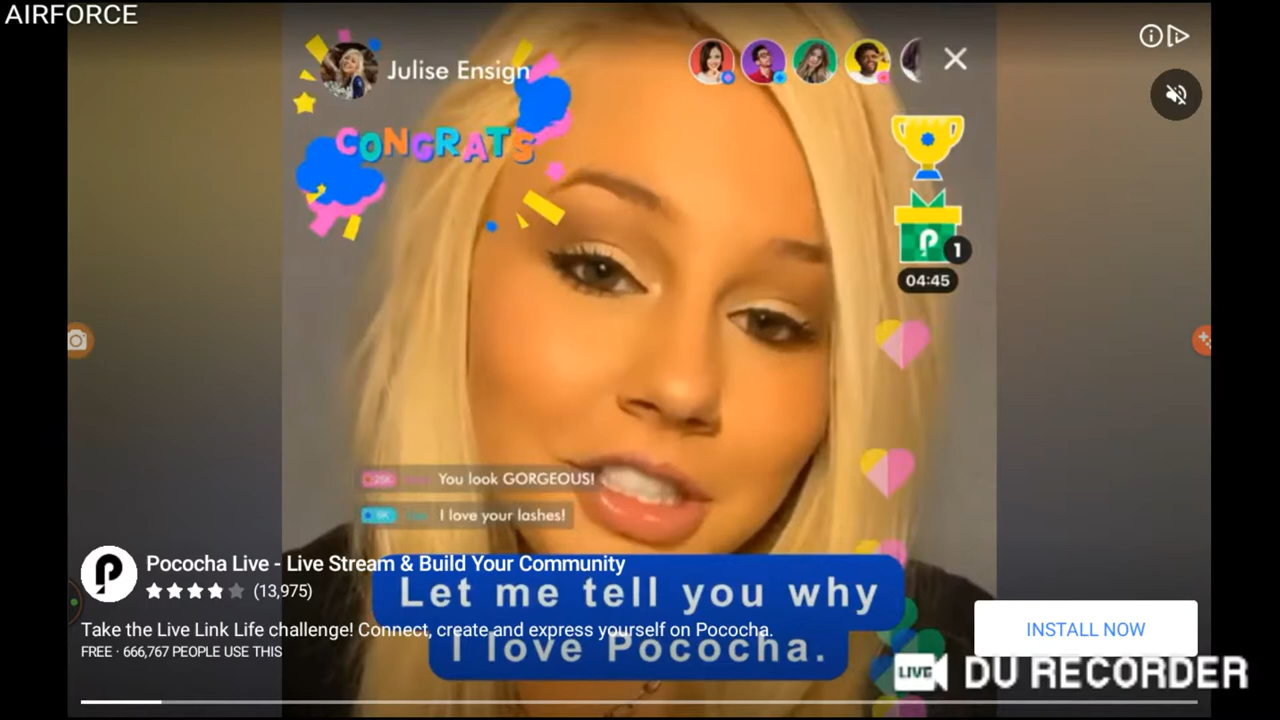 AIRFORCE
Julise Ensign
CONGRATS
1
04:45
You look GORGEOUS!
I love your lashes!
Pococha Live - Live Stream & Build Your Community
(13,975)
Let me tell you why
Take the Live Link Life challenge! Connect, create and express yourself on Pococha.
I love Pococha.
FREE · 666,767 PEOPLE USE THIS
INSTALL NOW
LIVE DU RECORDER